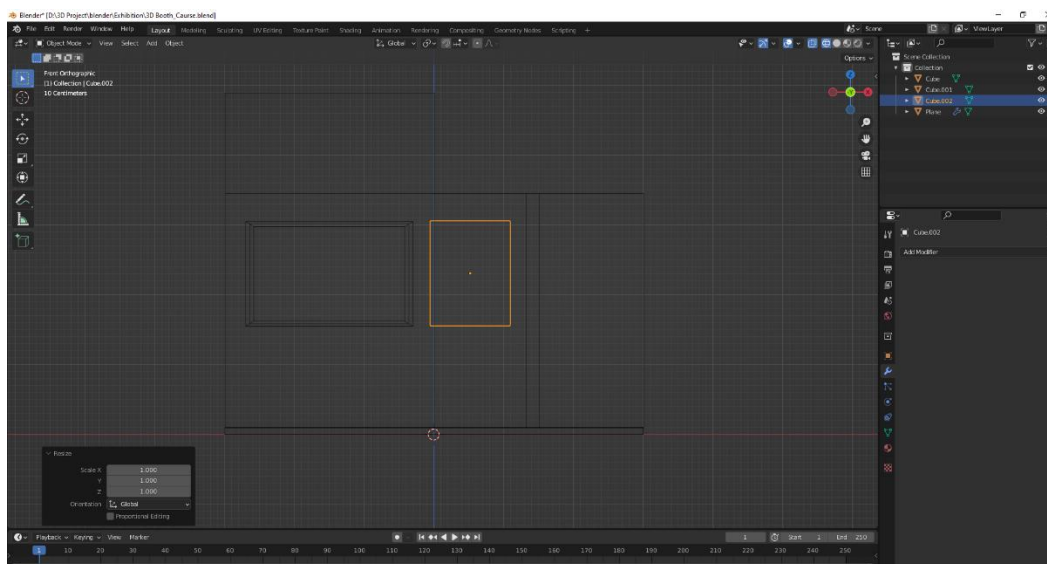 Blender* [D:\3D Project\blender\Exhibition\3D Booth_Caurse.blend]
File Edit Render Window Help Layout Modeling Sculpting UV Editing Texture Paint Shading Animation Rendering Compositing Geometry Nodes Scripting + Scene ViewLayer
Object Mode View Select Add Object Global
Options
Front Orthographic
(1) Collection | Cube.002
10 Centimeters
Scene Collection
Collection
Cube
Cube.001
Cube.002
Plane
Cube.002
Add Modifier
Resize
Scale X 1.000
Y 1.000
Z 1.000
Orientation Global
Proportional Editing
Playback Keying View Marker 1 Start 1 End 250
1 10 20 30 40 50 60 70 80 90 100 110 120 130 140 150 160 170 180 190 200 210 220 230 240 250